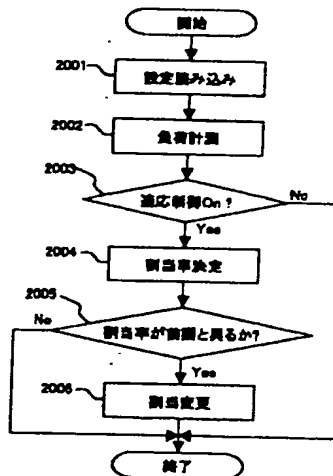 開始
2001
設定読み込み
2002
負荷計測
2003
適応制御On?
No
Yes
2004
割当率決定
2005
No
割当率が前回と異るか?
Yes
2006
割当変更
終了